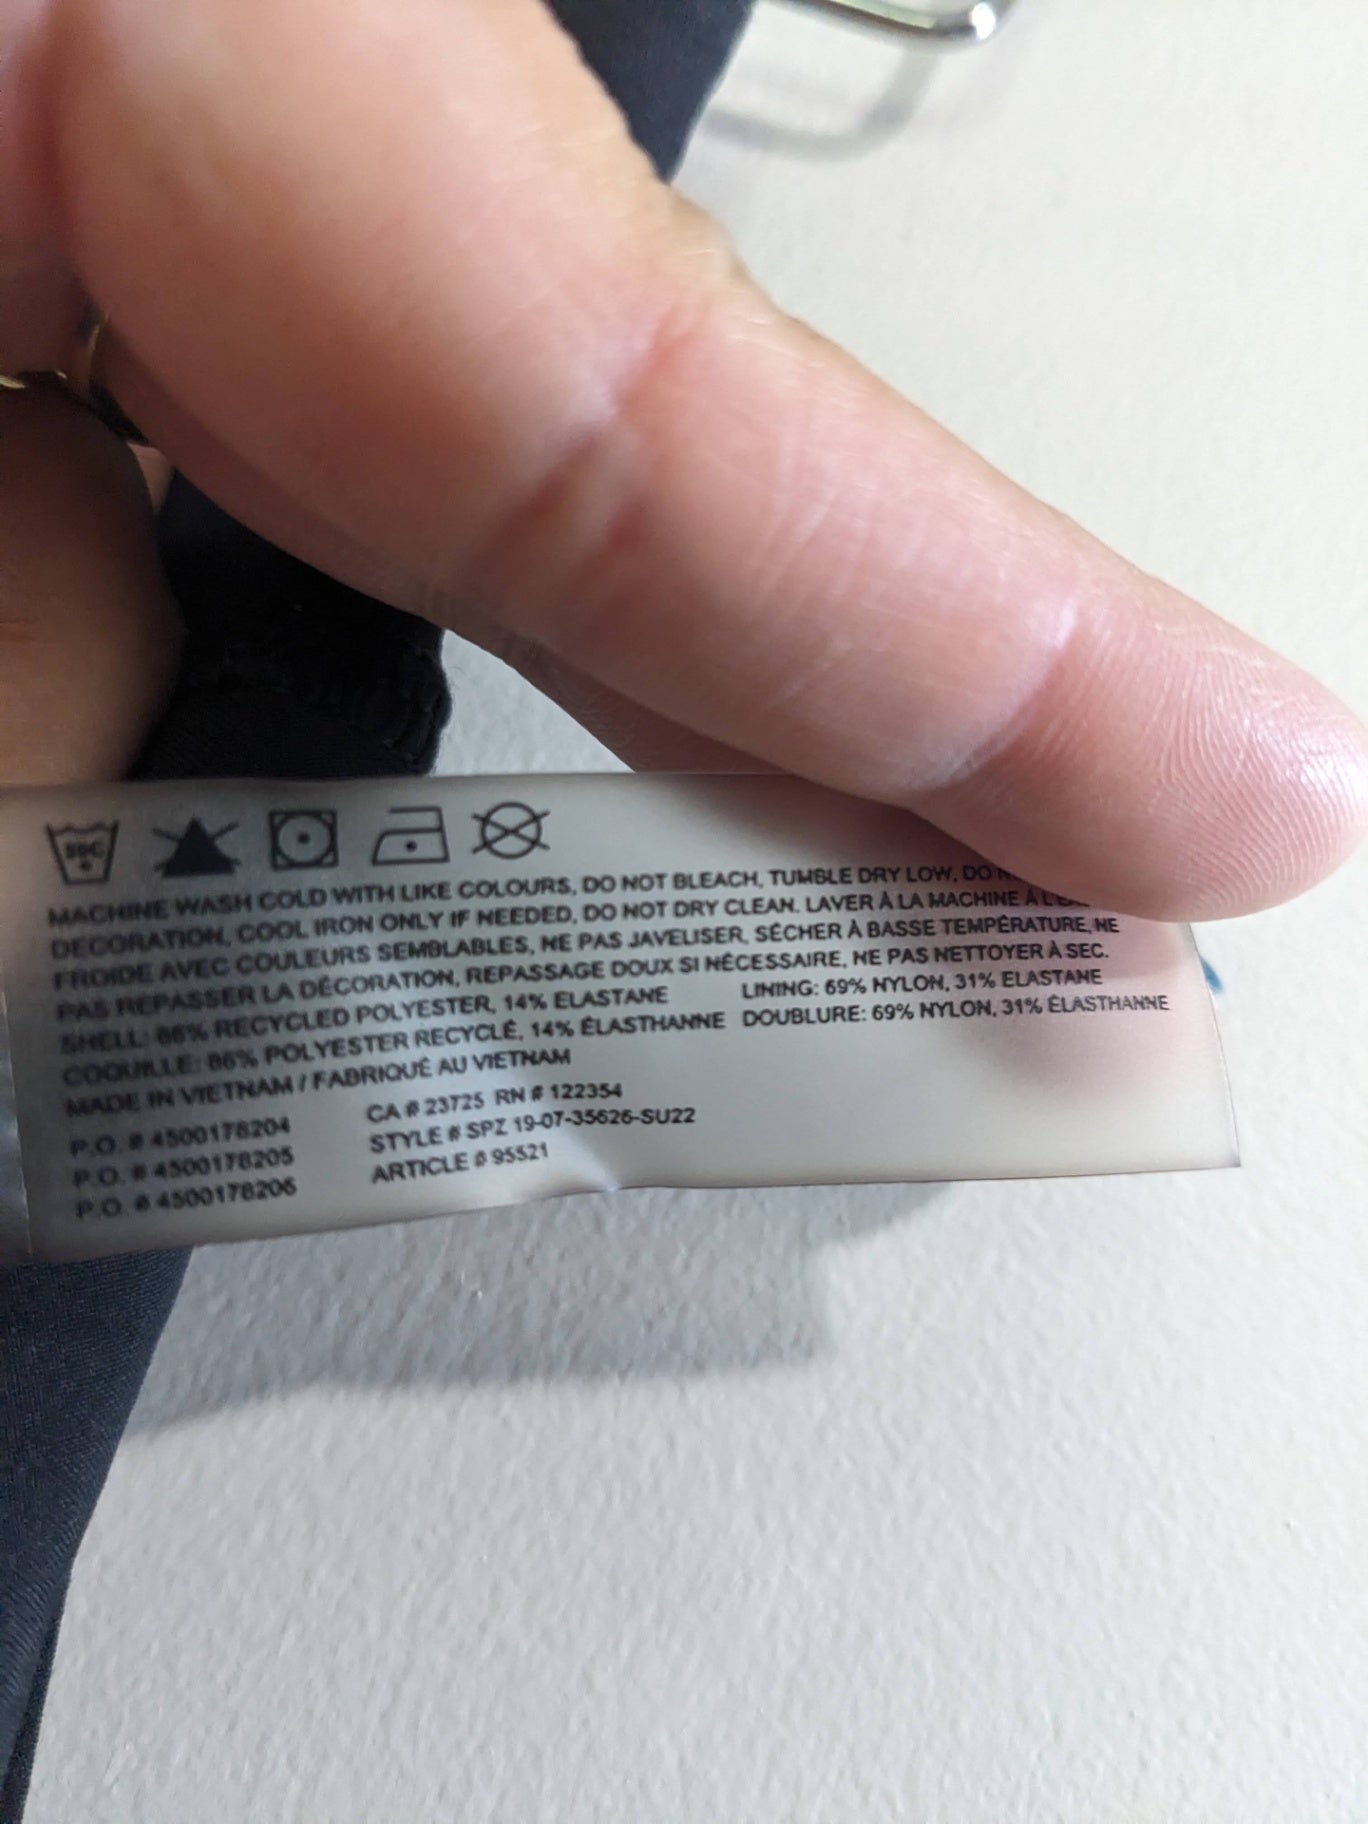 30C
MACHINE WASH COLD WITH LIKE COLOURS, DO NOT BLEACH, TUMBLE DRY LOW, DO
DECORATION, COOL IRON ONLY IF NEEDED, DO NOT DRY CLEAN. LAVER À LA MACHINE À
FROIDE AVEC COULEURS SEMBLABLES, NE PAS JAVELISER, SÉCHER À BASSE TEMPÉRATURE, NE
PAS REPASSER LA DÉCORATION, REPASSAGE DOUX SI NÉCESSAIRE, NE PAS NETTOYER À SEC.
SHELL: 86% RECYCLED POLYESTER, 14% ELASTANE LINING: 69% NYLON, 31% ELASTANE
COQUILLE: 86% POLYESTER RECYCLÉ, 14% ÉLASTHANNE DOUBLURE: 69% NYLON, 31% ÉLASTHANNE
MADE IN VIETNAM / FABRIQUÉ AU VIETNAM
P.O. # 4500178204 CA # 23725 RN # 122354
P.O. # 4500178205 STYLE # SPZ 19-07-35626-SU22
P.O. # 4500178206 ARTICLE # 95521